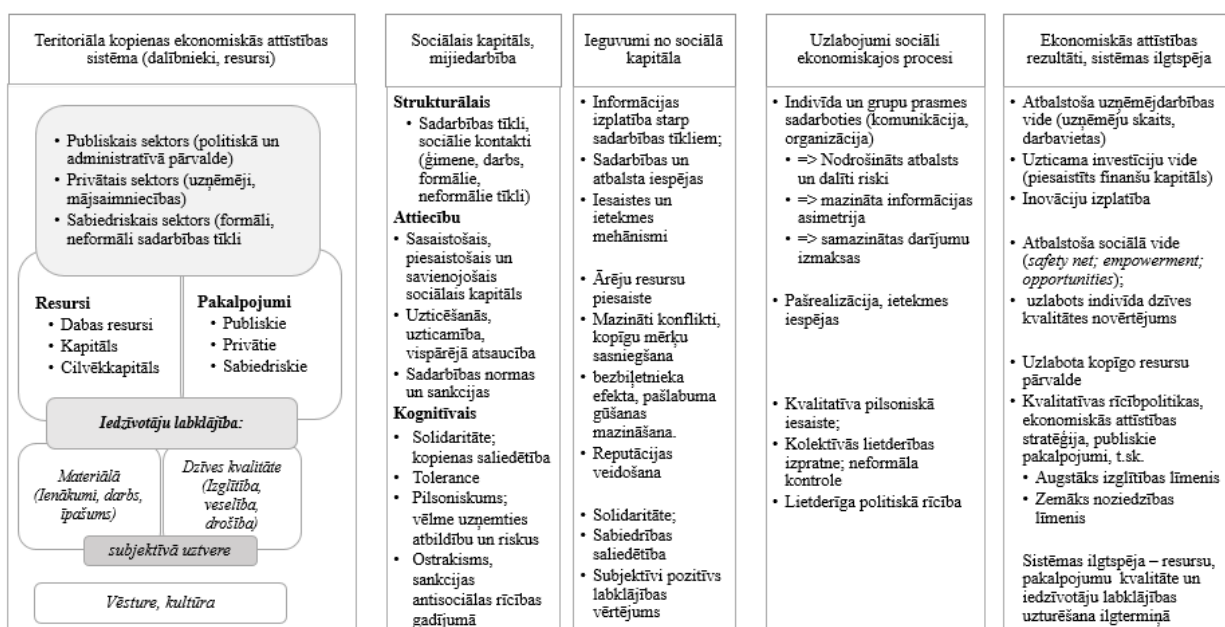 Teritoriāla kopienas ekonomiskās attīstības
sistēma (dalībnieki, resursi)
• Publiskais sektors (politiskā un
administratīvā pārvalde)
• Privātais sektors (uzņēmēji,
mājsaimniecības)
• Sabiedriskais sektors (formāli,
neformāli sadarbības tīkli
Resursi
• Dabas resursi
• Kapitāls
• Cilvēkkapitāls
Pakalpojumi
• Publiskie
• Privātie
• Sabiedriskie
Iedzīvotāju labklājība:
Materiālā
(Ienākumi, darbs,
īpašums)
Dzīves kvalitāte
(Izglītība,
veselība,
drošība)
subjektīvā uztvere
Vēsture, kultūra
Sociālais kapitāls,
mijiedarbība
Strukturālais
• Sadarbības tīkli,
sociālie kontakti
(ģimene, darbs,
formālie,
neformālie tīkli)
Attiecību
• Sasaistošais,
piesaistošais un
savienojošais
sociālais kapitāls
• Uzticēšanās,
uzticamība,
vispārējā atsaucība
• Sadarbības normas
un sankcijas
Kognitīvais
• Solidaritāte;
kopienas saliedētība
• Tolerance
• Pilsoniskums;
vēlme uzņemties
atbildību un riskus
• Ostrakisms,
sankcijas
antisociālas rīcības
gadījumā
Ieguvumi no sociālā
kapitāla
• Informācijas
izplatība starp
sadarbības tīkliem;
• Sadarbības un
atbalsta iespējas
• Iesaistes un
ietekmes
mehānismi
• Ārēju resursu
piesaiste
• Mazināti konflikti,
kopīgu mērķu
sasniegšana
• bezbiļetnieka
efekta, pašlabuma
gūšanas
mazināšana.
• Reputācijas
veidošana
• Solidaritāte;
• Sabiedrības
saliedētība
• Subjektīvi pozitīvs
labklājības
vērtējums
Uzlabojumi sociāli
ekonomiskajos procesi
• Indivīda un grupu prasmes
sadarboties (komunikācija,
organizācija)
• => Nodrošināts atbalsts
un dalīti riski
• => mazināta informācijas
asimetrija
• => samazinātas darījumu
izmaksas
• Pašrealizācija, ietekmes
iespējas
• Kvalitatīva pilsoniskā
iesaiste;
• Kolektīvās lietderības
izpratne; neformāla
kontrole
• Lietderīga politiskā rīcība
Ekonomiskās attīstības
rezultāti, sistēmas ilgtspēja
• Atbalstoša uzņēmējdarbības
vide (uzņēmēju skaits,
darbavietas)
• Uzticama investīciju vide
(piesaistīts finanšu kapitāls)
• Inovāciju izplatība
• Atbalstoša sociālā vide
(safety net; empowerment;
opportunities);
• uzlabots indivīda dzīves
kvalitātes novērtējums
• Uzlabota kopīgo resursu
pārvalde
• Kvalitatīvas rīcībpolitikas,
ekonomiskās attīstības
stratēģija, publiskie
pakalpojumi, t.sk.
• Augstāks izglītības līmenis
• Zemāks noziedzības
līmenis
Sistēmas ilgtspēja – resursu,
pakalpojumu kvalitāte un
iedzīvotāju labklājības
uzturēšana ilgtermiņā